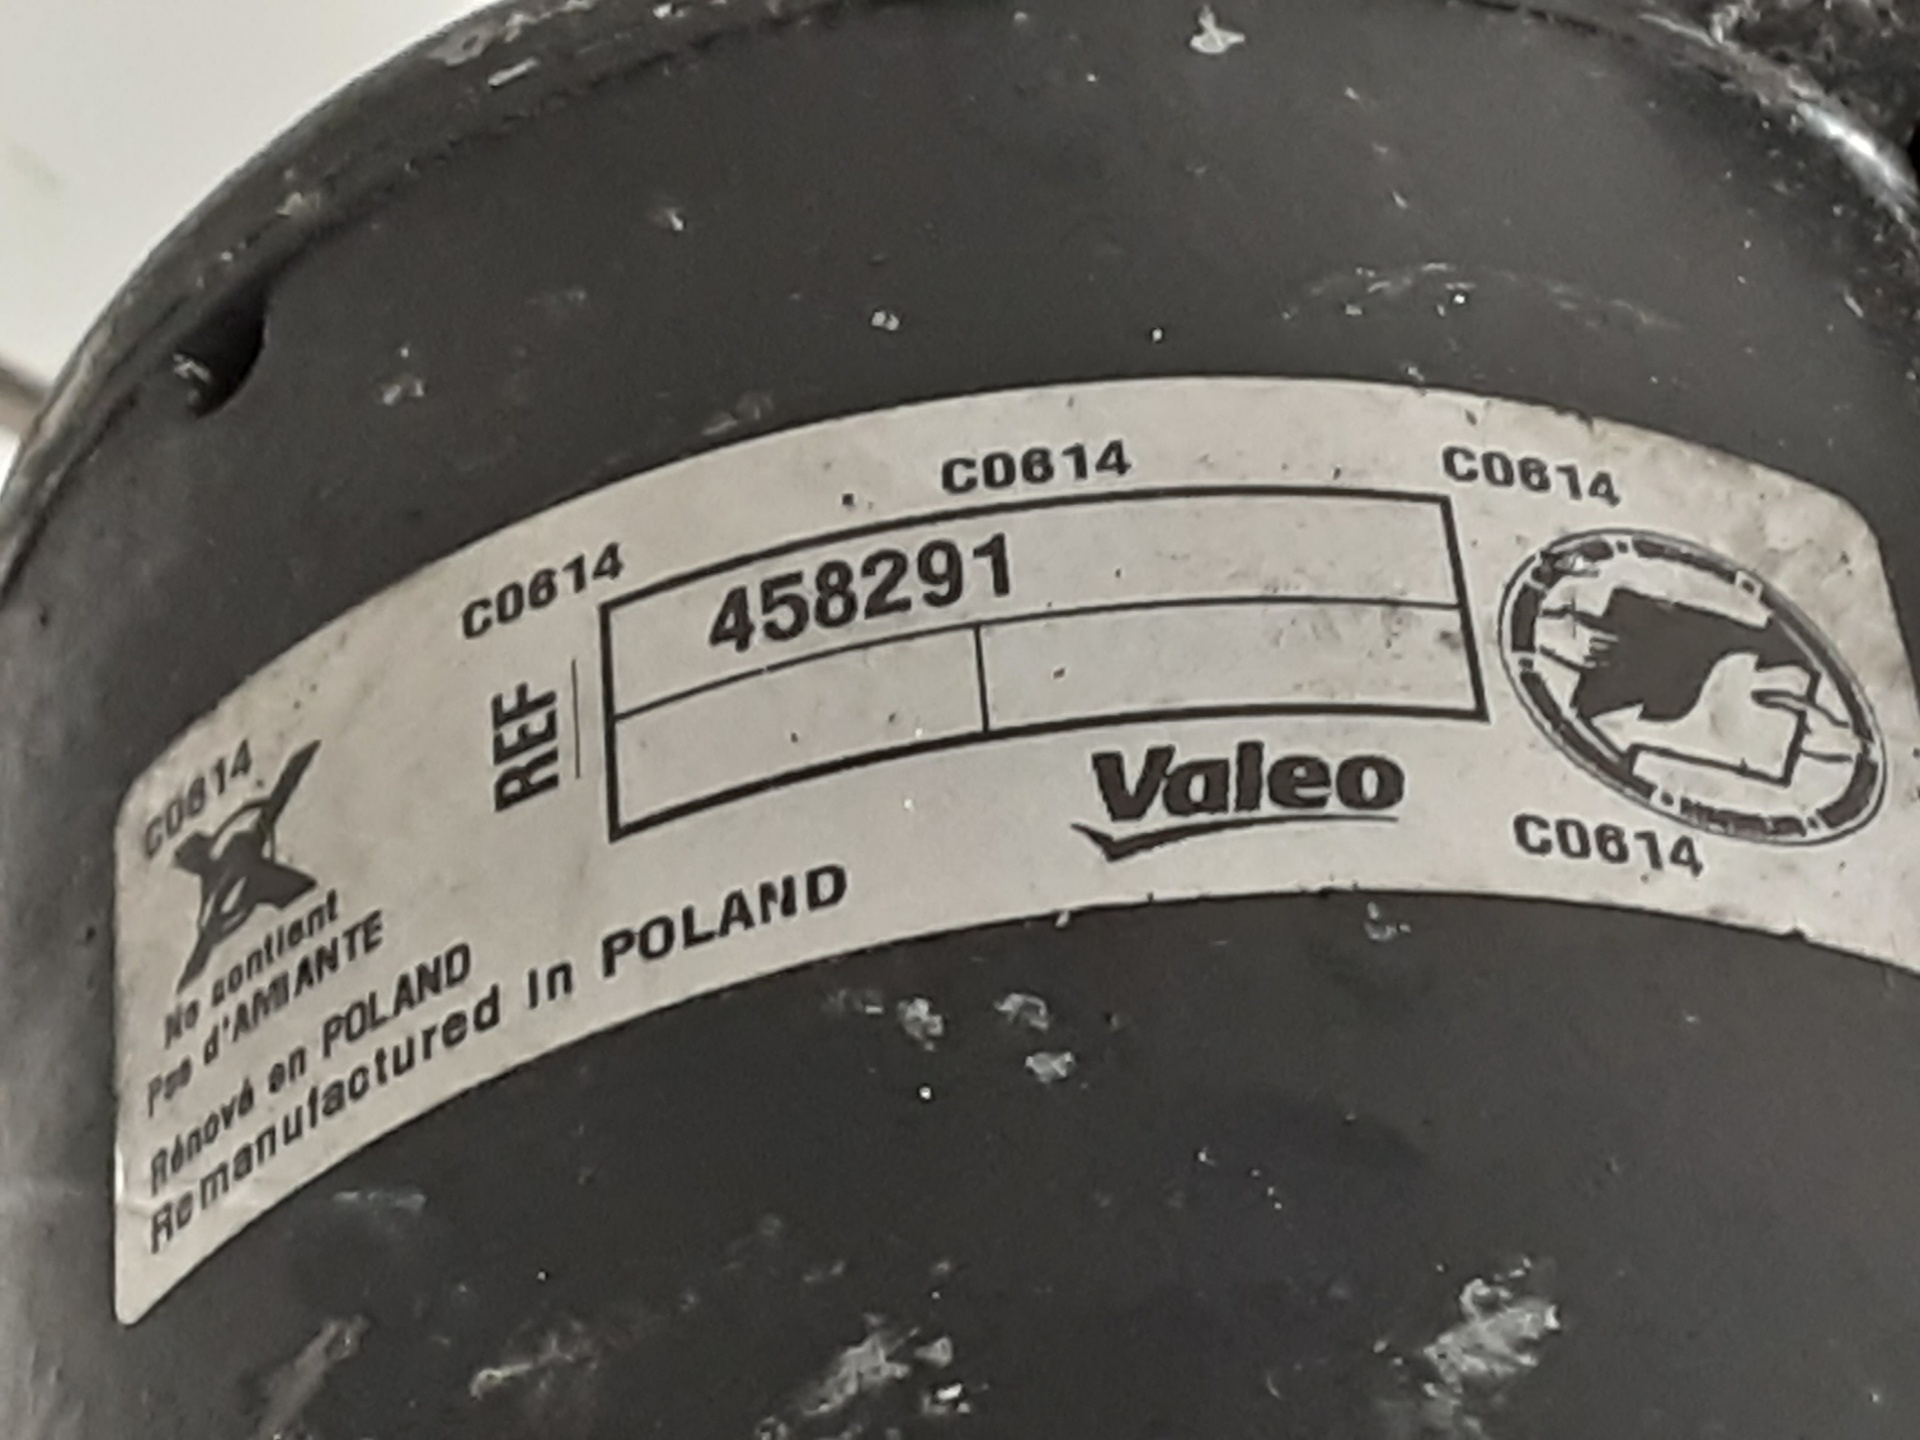 C0614
C0614
C0614
458291
REF
C0614
Valeo
C0614
Ne contient
Pas d'AMIANTE
Rénové en POLAND
Remanufactured in POLAND